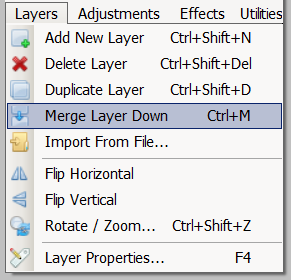 Layers Adjustments Effects Utilities
Add New Layer Ctrl+Shift+N
Delete Layer Ctrl+Shift+Del
Duplicate Layer Ctrl+Shift+D
Merge Layer Down Ctrl+M
Import From File...
Flip Horizontal
Flip Vertical
Rotate / Zoom... Ctrl+Shift+Z
Layer Properties... F4